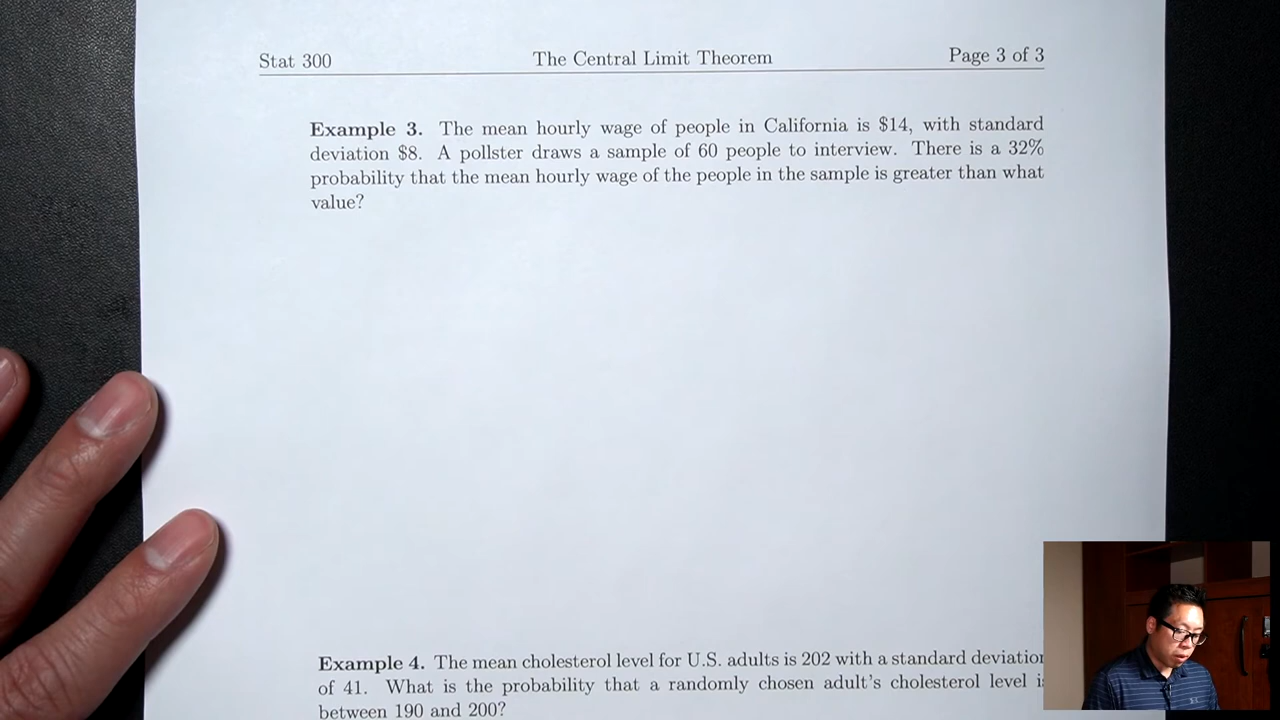 Stat 300
The Central Limit Theorem
Page 3 of 3
Example 3. The mean hourly wage of people in California is $14, with standard
deviation $8. A pollster draws a sample of 60 people to interview. There is a 32%
probability that the mean hourly wage of the people in the sample is greater than what
value?
Example 4. The mean cholesterol level for U.S. adults is 202 with a standard deviation
of 41. What is the probability that a randomly chosen adult's cholesterol level is
between 190 and 200?